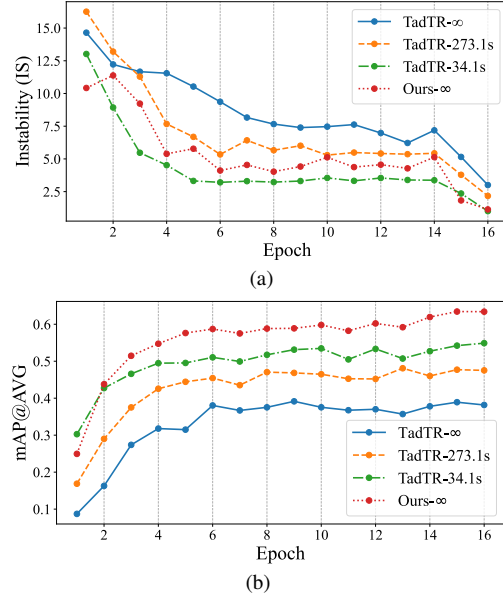 15.0
12.5
10.0
7.5
5.0
2.5
Instability (IS)
TadTR-∞
TadTR-273.1s
TadTR-34.1s
Ours-∞
2 4 6 8 10 12 14 16
Epoch
(a)
0.6
0.5
0.4
0.3
0.2
0.1
mAP@AVG
TadTR-∞
TadTR-273.1s
TadTR-34.1s
Ours-∞
2 4 6 8 10 12 14 16
Epoch
(b)